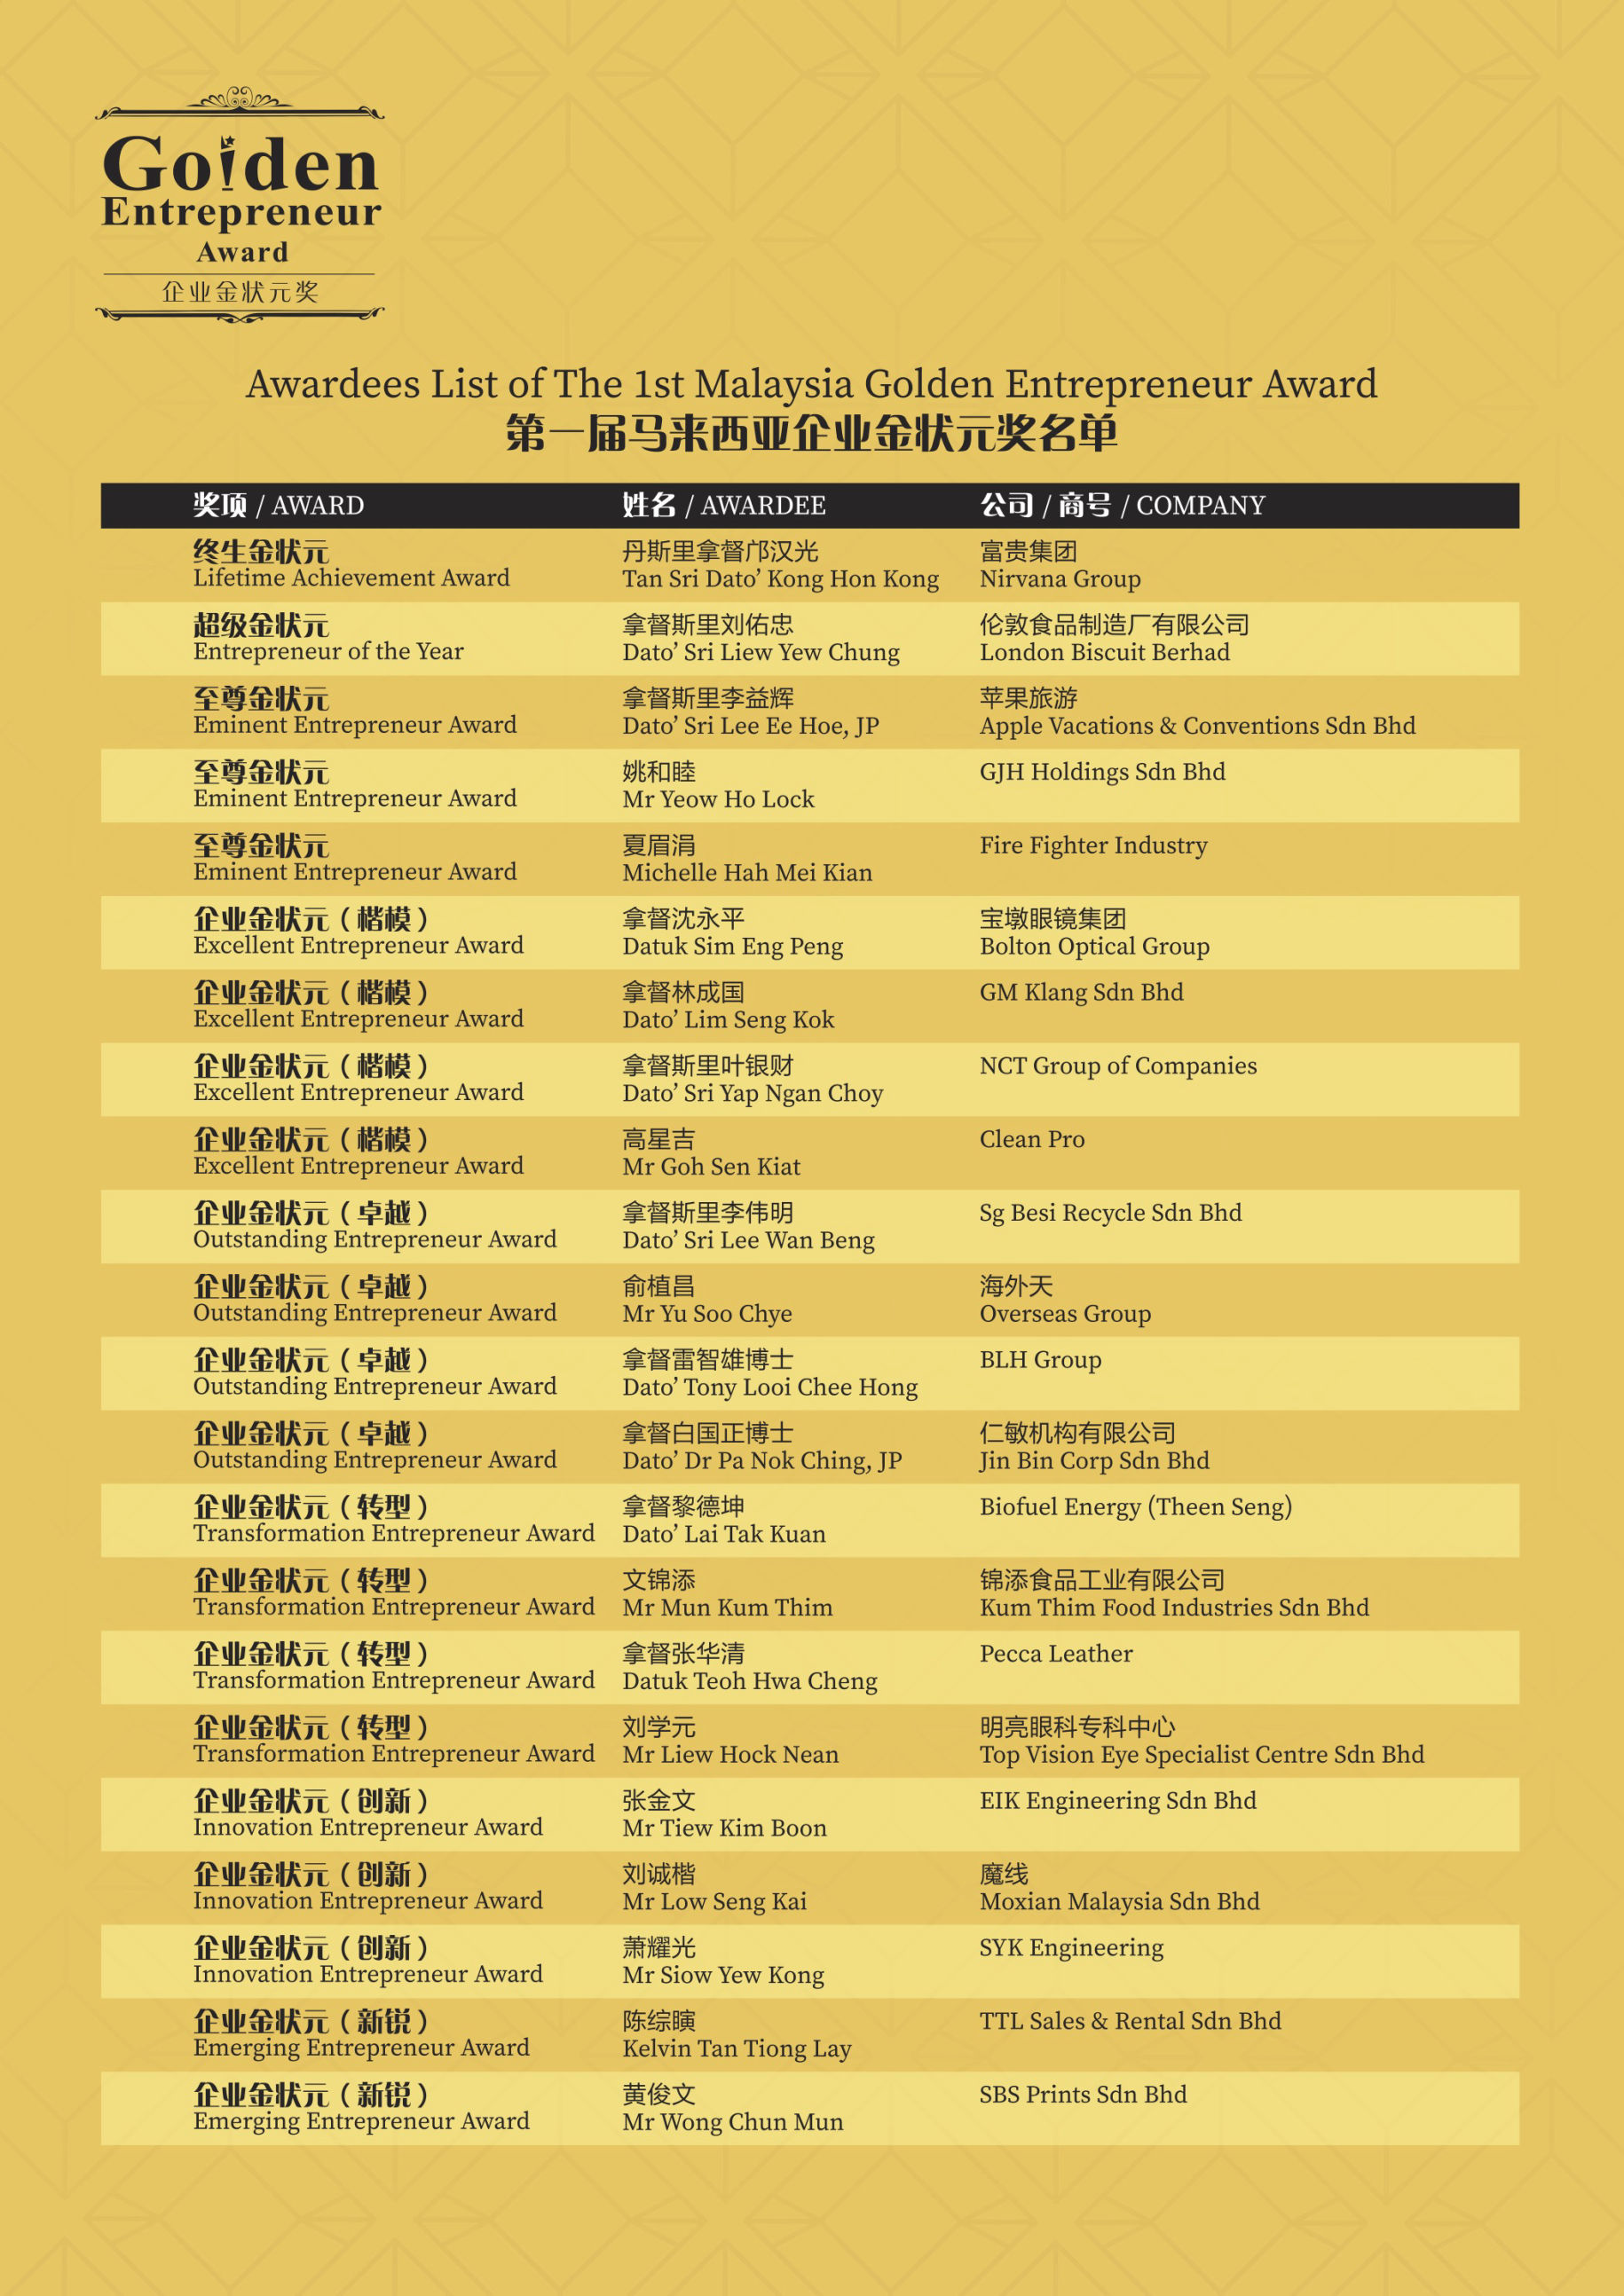 Golden
Entrepreneur
Award
企业金状元奖
Awardees List of The 1st Malaysia Golden Entrepreneur Award
第一届马来西亚企业金状元奖名单
奖项 / AWARD 姓名 / AWARDEE 公司 / 商号 / COMPANY
终生金状元 丹斯里拿督邝汉光 富贵集团
Lifetime Achievement Award Tan Sri Dato’ Kong Hon Kong Nirvana Group
超级金状元 拿督斯里刘佑忠 伦敦食品制造厂有限公司
Entrepreneur of the Year Dato’ Sri Liew Yew Chung London Biscuit Berhad
至尊金状元 拿督斯里李益辉 苹果旅游
Eminent Entrepreneur Award Dato’ Sri Lee Ee Hoe, JP Apple Vacations & Conventions Sdn Bhd
至尊金状元 姚和睦 GJH Holdings Sdn Bhd
Eminent Entrepreneur Award Mr Yeow Ho Lock
至尊金状元 夏眉涓 Fire Fighter Industry
Eminent Entrepreneur Award Michelle Hah Mei Kian
企业金状元（楷模） 拿督沈永平 宝墩眼镜集团
Excellent Entrepreneur Award Datuk Sim Eng Peng Bolton Optical Group
企业金状元（楷模） 拿督林成国 GM Klang Sdn Bhd
Excellent Entrepreneur Award Dato’ Lim Seng Kok
企业金状元（楷模） 拿督斯里叶银财 NCT Group of Companies
Excellent Entrepreneur Award Dato’ Sri Yap Ngan Choy
企业金状元（楷模） 高星吉 Clean Pro
Excellent Entrepreneur Award Mr Goh Sen Kiat
企业金状元（卓越） 拿督斯里李伟明 Sg Besi Recycle Sdn Bhd
Outstanding Entrepreneur Award Dato’ Sri Lee Wan Beng
企业金状元（卓越） 俞植昌 海外天
Outstanding Entrepreneur Award Mr Yu Soo Chye Overseas Group
企业金状元（卓越） 拿督雷智雄博士 BLH Group
Outstanding Entrepreneur Award Dato’ Tony Looi Chee Hong
企业金状元（卓越） 拿督白国正博士 仁敏机构有限公司
Outstanding Entrepreneur Award Dato’ Dr Pa Nok Ching, JP Jin Bin Corp Sdn Bhd
企业金状元（转型） 拿督黎德坤 Biofuel Energy (Theen Seng)
Transformation Entrepreneur Award Dato’ Lai Tak Kuan
企业金状元（转型） 文锦添 锦添食品工业有限公司
Transformation Entrepreneur Award Mr Mun Kum Thim Kum Thim Food Industries Sdn Bhd
企业金状元（转型） 拿督张华清 Pecca Leather
Transformation Entrepreneur Award Datuk Teoh Hwa Cheng
企业金状元（转型） 刘学元 明亮眼科专科中心
Transformation Entrepreneur Award Mr Liew Hock Nean Top Vision Eye Specialist Centre Sdn Bhd
企业金状元（创新） 张金文 EIK Engineering Sdn Bhd
Innovation Entrepreneur Award Mr Tiew Kim Boon
企业金状元（创新） 刘诚楷 魔线
Innovation Entrepreneur Award Mr Low Seng Kai Moxian Malaysia Sdn Bhd
企业金状元（创新） 萧耀光 SYK Engineering
Innovation Entrepreneur Award Mr Siow Yew Kong
企业金状元（新锐） 陈综瞚 TTL Sales & Rental Sdn Bhd
Emerging Entrepreneur Award Kelvin Tan Tiong Lay
企业金状元（新锐） 黄俊文 SBS Prints Sdn Bhd
Emerging Entrepreneur Award Mr Wong Chun Mun